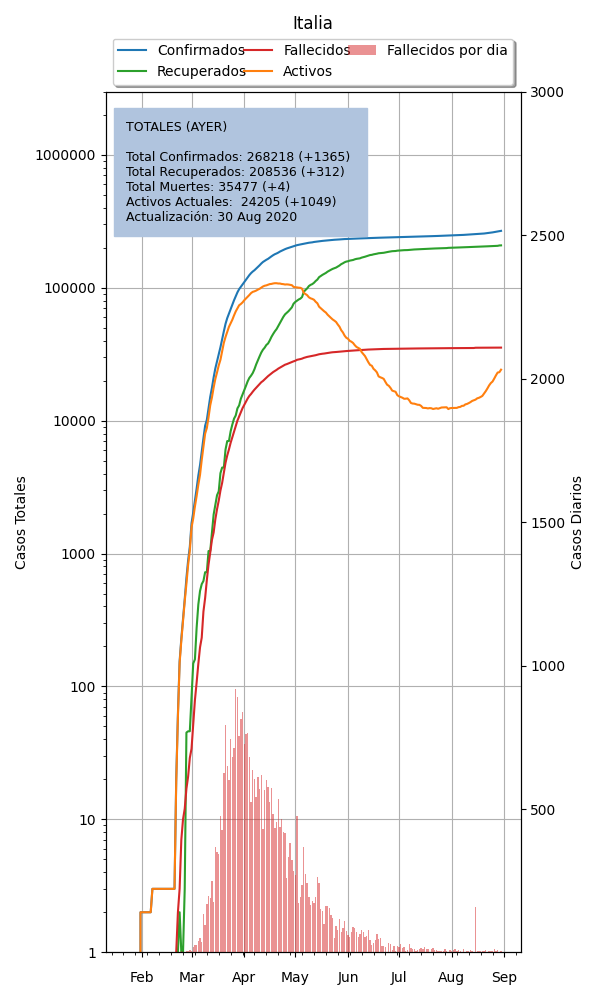 Italia
Confirmados
Recuperados
Fallecidos
Activos
Fallecidos por dia
TOTALES (AYER)
Total Confirmados: 268218 (+1365)
Total Recuperados: 208536 (+312)
Total Muertes: 35477 (+4)
Activos Actuales:  24205 (+1049)
Actualización: 30 Aug 2020
Casos Totales
1000000
100000
10000
1000
100
10
1
Casos Diarios
3000
2500
2000
1500
1000
500
Feb Mar Apr May Jun Jul Aug Sep